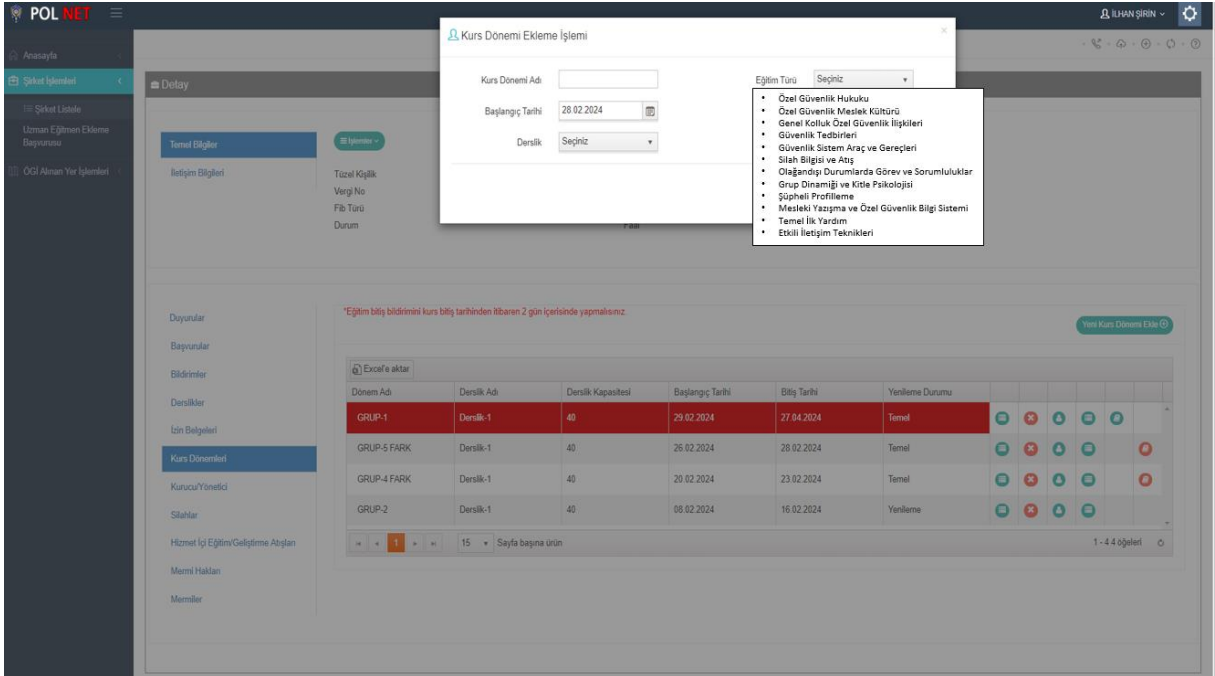 POL NET
İLHAN ŞİRİN
Anasayfa
Şirket İşlemleri
Şirket Listele
Uzman Eğitmen Ekleme
Başvurusu
ÖGİ Alınan Yer İşlemleri
Kurs Dönemi Ekleme İşlemi
×
Kurs Dönemi Adı
Eğitim Türü Seçiniz
Başlangıç Tarihi 28.02.2024
Derslik Seçiniz
• Özel Güvenlik Hukuku
• Özel Güvenlik Meslek Kültürü
• Genel Kolluk Özel Güvenlik İlişkileri
• Güvenlik Tedbirleri
• Güvenlik Sistem Araç ve Gereçleri
• Silah Bilgisi ve Atış
• Olağandışı Durumlarda Görev ve Sorumluluklar
• Grup Dinamiği ve Kitle Psikolojisi
• Şüpheli Profilleme
• Mesleki Yazışma ve Özel Güvenlik Bilgi Sistemi
• Temel İlk Yardım
• Etkili İletişim Teknikleri
Detay
Temel Bilgiler
İletişim Bilgileri
İşlemler
Tüzel Kişilik
Vergi No
Fib Türü
Durum
Faal
Duyurular
Başvurular
Bildirimler
Derslikler
İzin Belgeleri
Kurs Dönemleri
Kurucu/Yönetici
Silahlar
Hizmet İçi Eğitim/Geliştirme Atışları
Mermi Hakları
Mermiler
*Eğitim bitiş bildirimini kurs bitiş tarihinden itibaren 2 gün içerisinde yapmalısınız.
Yeni Kurs Dönemi Ekle
Excel'e aktar
Dönem Adı Derslik Adı Derslik Kapasitesi Başlangıç Tarihi Bitiş Tarihi Yenileme Durumu
GRUP-1 Derslik-1 40 29.02.2024 27.04.2024 Temel
GRUP-5 FARK Derslik-1 40 26.02.2024 28.02.2024 Temel
GRUP-4 FARK Derslik-1 40 20.02.2024 23.02.2024 Temel
GRUP-2 Derslik-1 40 08.02.2024 16.02.2024 Yenileme
1 15 Sayfa başına ürün 1 - 4 4 öğeleri